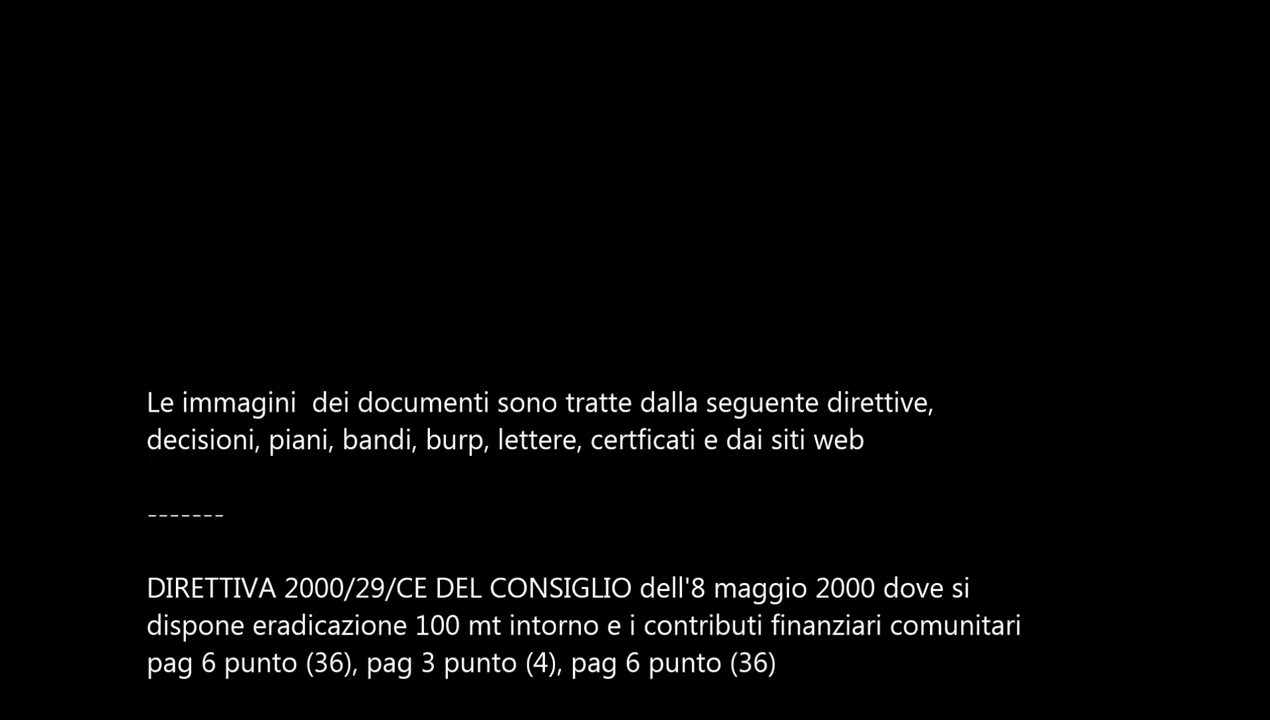 Le immagini  dei documenti sono tratte dalla seguente direttive,
decisioni, piani, bandi, burp, lettere, certficati e dai siti web
-------
DIRETTIVA 2000/29/CE DEL CONSIGLIO dell'8 maggio 2000 dove si
dispone eradicazione 100 mt intorno e i contributi finanziari comunitari
pag 6 punto (36), pag 3 punto (4), pag 6 punto (36)